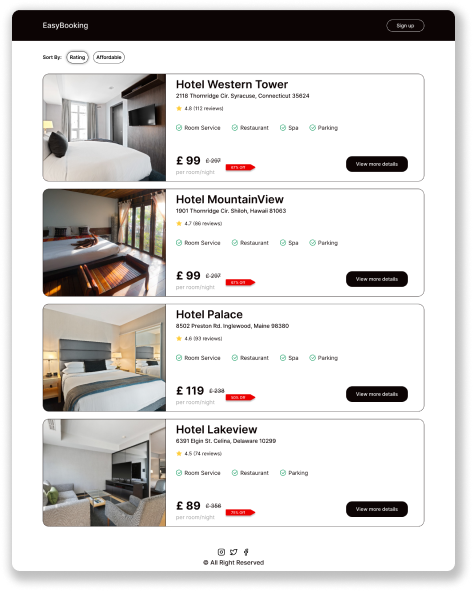 EasyBooking
Sign up
Sort By: Rating Affordable
Hotel Western Tower
2118 Thornridge Cir. Syracuse, Connecticut 35624
4.8 (112 reviews)
Room Service Restaurant Spa Parking
£ 99 £ 297
per room/night
67% Off
View more details
Hotel MountainView
1901 Thornridge Cir. Shiloh, Hawaii 81063
4.7 (86 reviews)
Room Service Restaurant Spa Parking
£ 99 £ 297
per room/night
67% Off
View more details
Hotel Palace
8502 Preston Rd. Inglewood, Maine 98380
4.6 (93 reviews)
Room Service Restaurant Spa Parking
£ 119 £ 238
per room/night
50% Off
View more details
Hotel Lakeview
6391 Elgin St. Celina, Delaware 10299
4.5 (74 reviews)
Room Service Restaurant Parking
£ 89 £ 356
per room/night
75% Off
View more details
© All Right Reserved